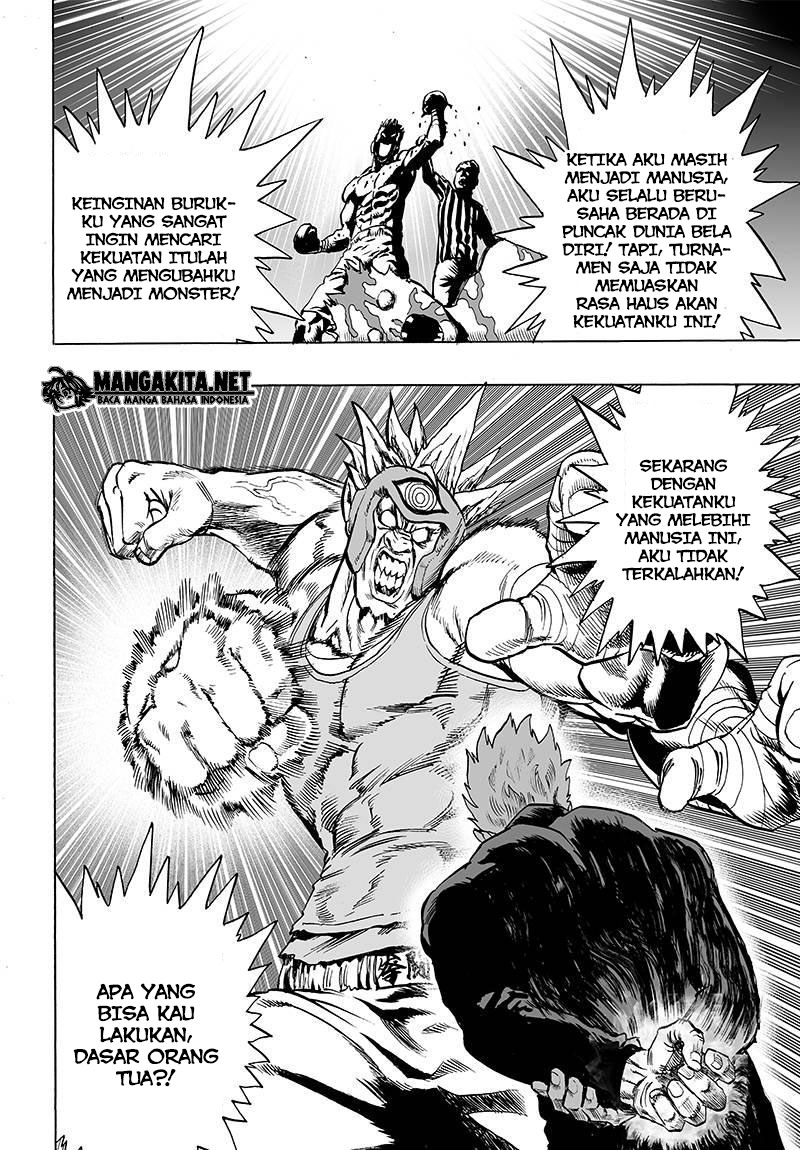 KETIKA AKU MASIH
MENJADI MANUSIA,
AKU SELALU BERU-
SAHA BERADA DI
PUNCAK DUNIA BELA
DIRI! TAPI, TURNA-
MEN SAJA TIDAK
MEMUASKAN
RASA HAUS AKAN
KEKUATANKU INI!
KEINGINAN BURUK-
KU YANG SANGAT
INGIN MENCARI
KEKUATAN ITULAH
YANG MENGUBAHKU
MENJADI MONSTER!
MANGAKITA.NET
BACA MANGA BAHASA INDONESIA
SEKARANG
DENGAN
KEKUATANKU
YANG MELEBIHI
MANUSIA INI,
AKU TIDAK
TERKALAHKAN!
APA YANG
BISA KAU
LAKUKAN,
DASAR ORANG
TUA?!